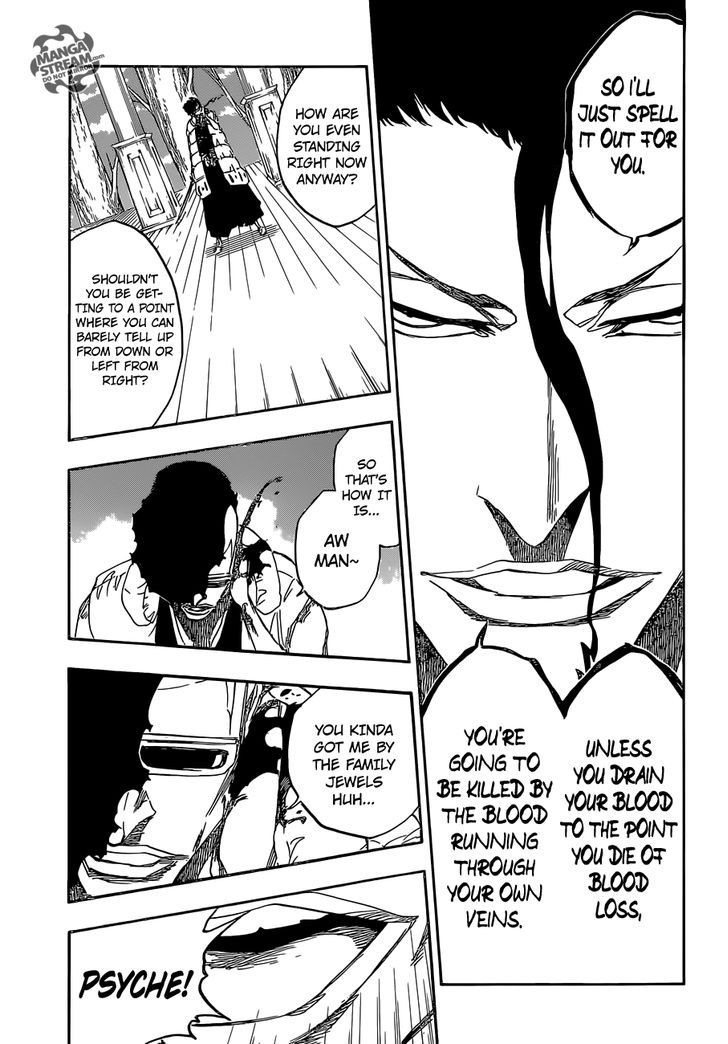 MANGA
STREAM.com
DO NOT MIRROR!
SO I'LL
JUST SPELL
IT OUT FOR
YOU.
UNLESS
YOU DRAIN
YOUR BLOOD
TO THE POINT
YOU DIE OF
BLOOD
LOSS,
YOU'RE
GOING TO
BE KILLED BY
THE BLOOD
RUNNING
THROUGH
YOUR OWN
VEINS.
HOW ARE
YOU EVEN
STANDING
RIGHT NOW
ANYWAY?
SHOULDN'T
YOU BE GET-
TING TO A POINT
WHERE YOU CAN
BARELY TELL UP
FROM DOWN OR
LEFT FROM
RIGHT?
SO
THAT'S
HOW IT
IS...
AW
MAN~
YOU KINDA
GOT ME BY
THE FAMILY
JEWELS
HUH...
PSYCHE!